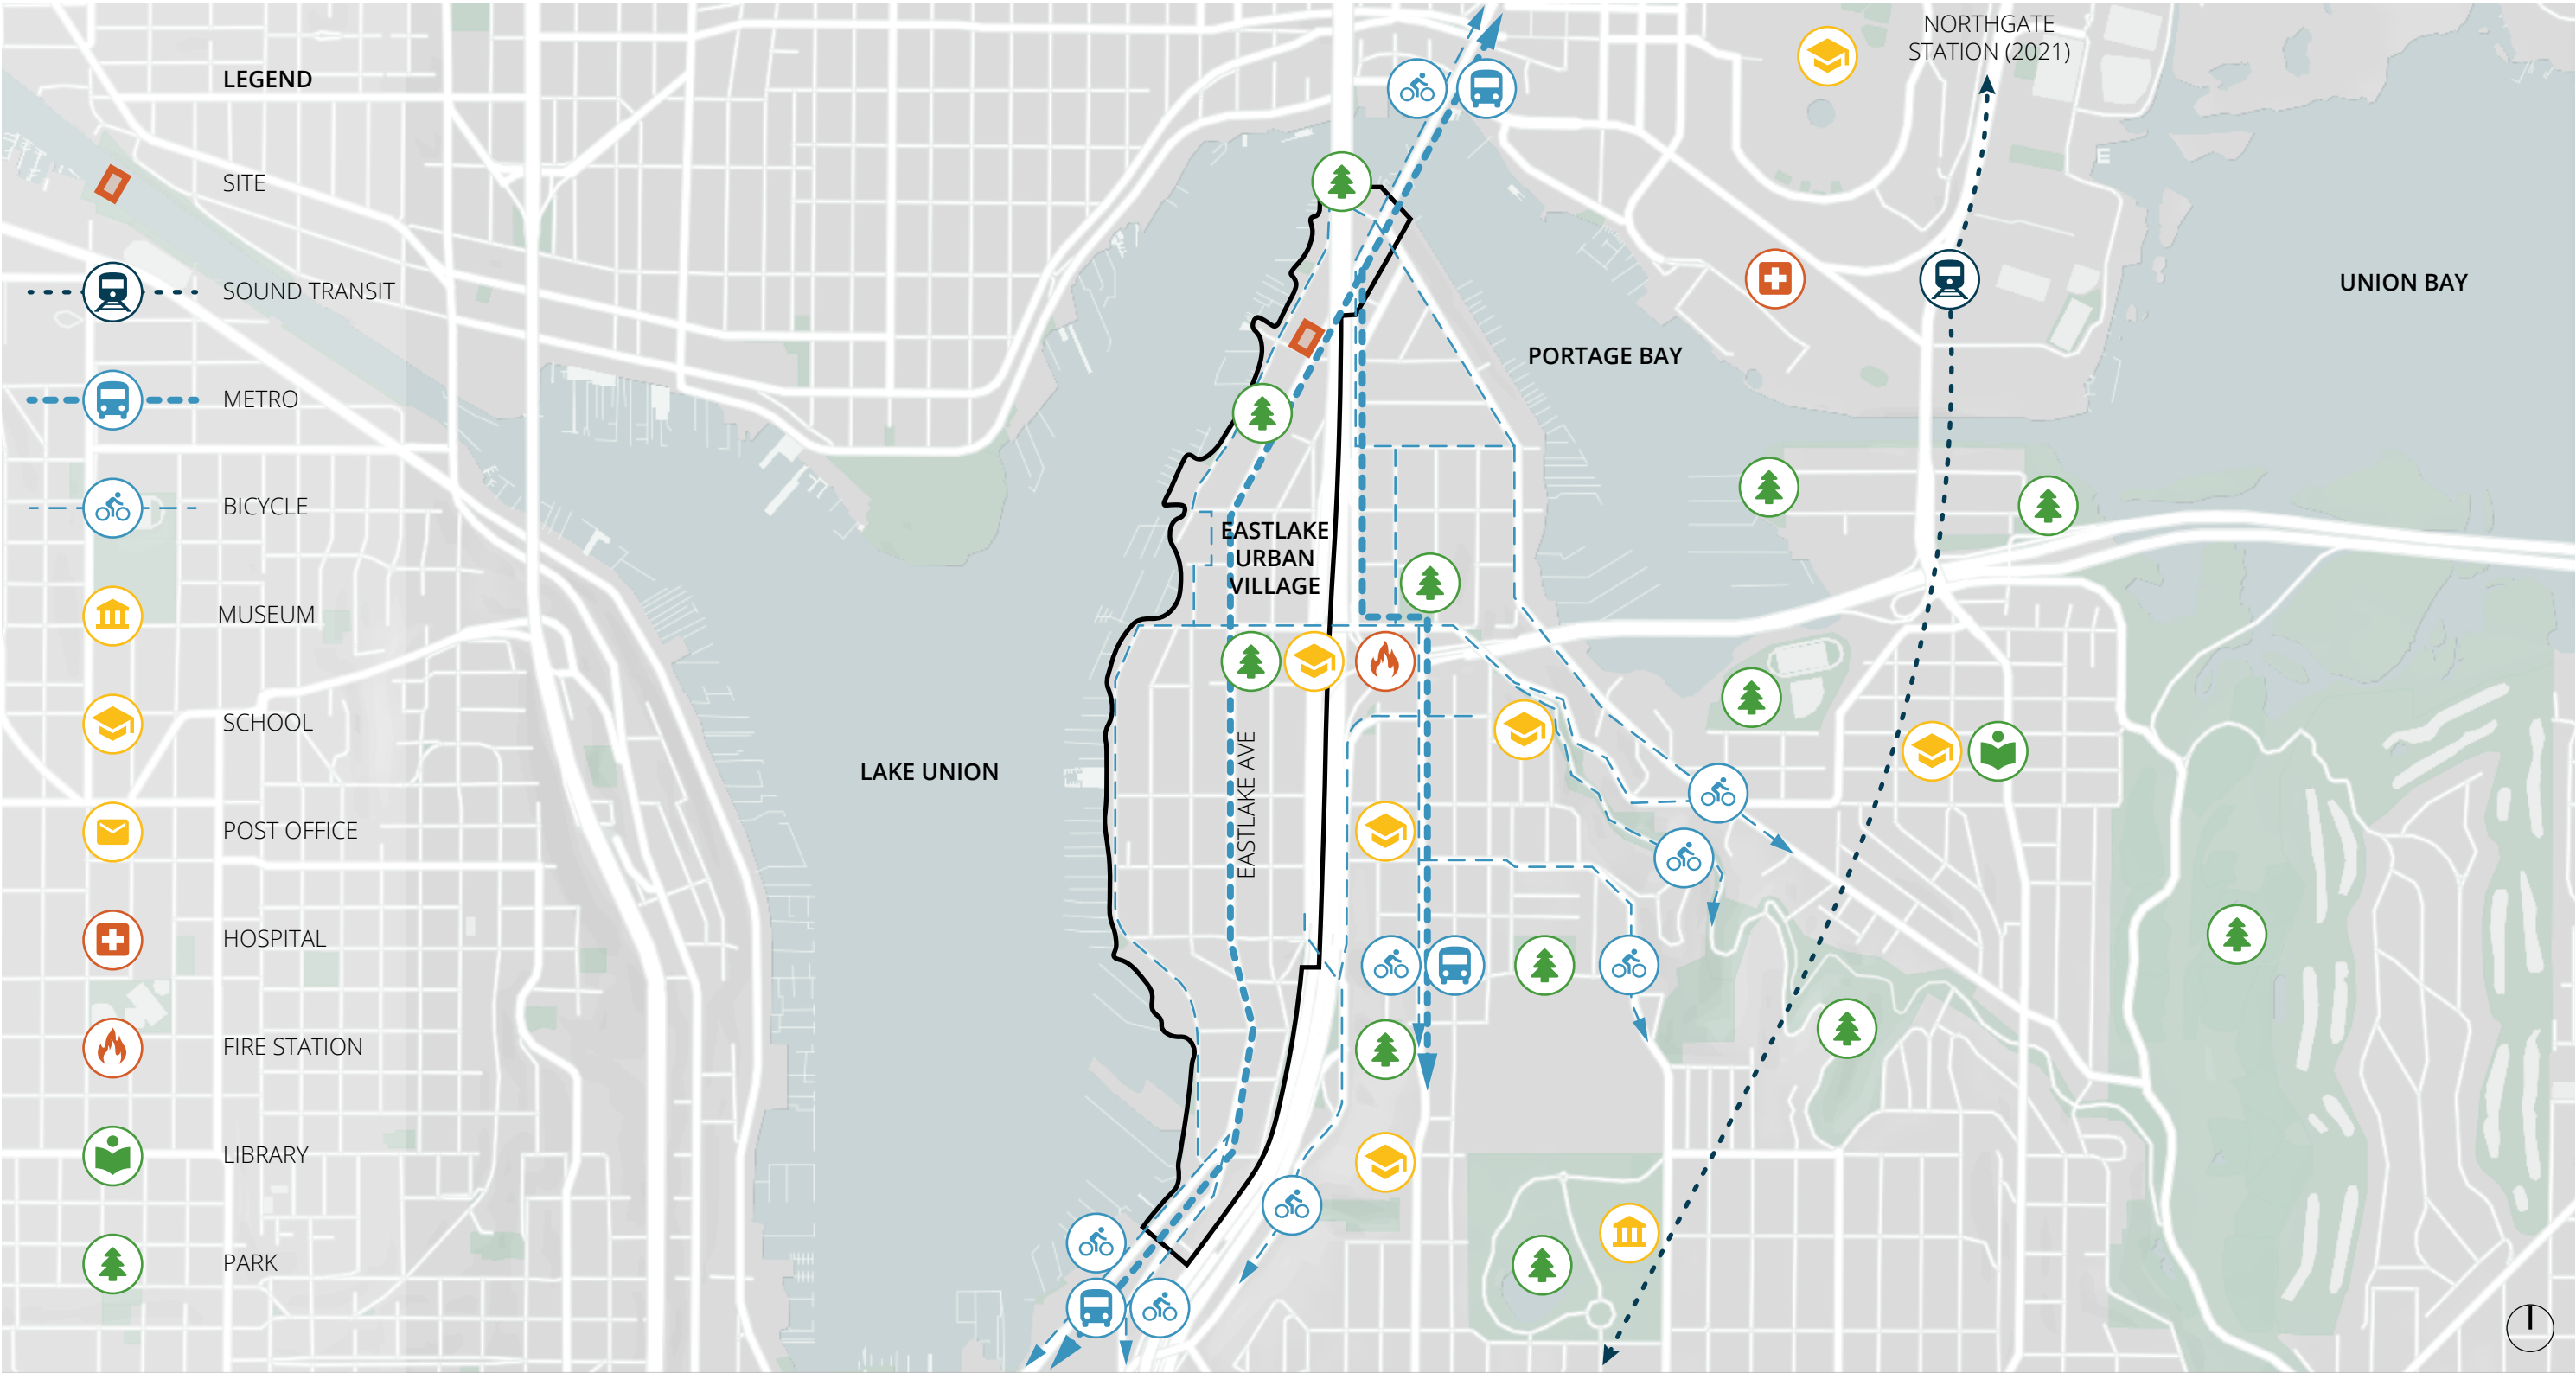 LEGEND
SITE
SOUND TRANSIT
METRO
BICYCLE
MUSEUM
SCHOOL
POST OFFICE
HOSPITAL
FIRE STATION
LIBRARY
PARK
NORTHGATE
STATION (2021)
UNION BAY
PORTAGE BAY
EASTLAKE
URBAN
VILLAGE
LAKE UNION
EASTLAKE AVE